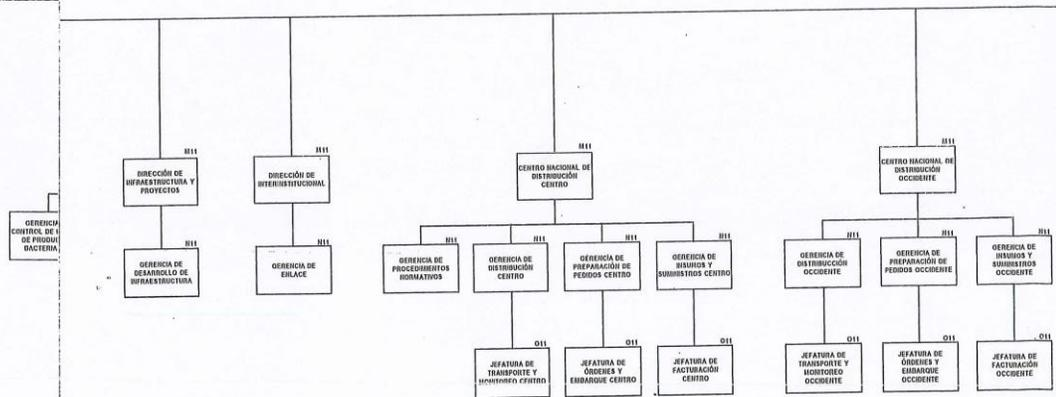 M11
DIRECCIÓN DE
INFRAESTRUCTURA Y
PROYECTOS
M11
DIRECCIÓN DE
INTERINSTITUCIONAL
M11
CENTRO NACIONAL DE
DISTRIBUCIÓN
CENTRO
M11
CENTRO NACIONAL DE
DISTRIBUCIÓN
OCCIDENTE
GERENCIA
CONTROL DE
DE PRODU
BACTERIA
N11
GERENCIA DE
DESARROLLO DE
INFRAESTRUCTURA
N11
GERENCIA DE
ENLACE
N11
GERENCIA DE
PROCEDIMIENTOS
NORMATIVOS
N11
GERENCIA DE
DISTRIBUCIÓN
CENTRO
N11
GERENCIA DE
PREPARACIÓN DE
PEDIDOS CENTRO
N11
GERENCIA DE
INSUMOS Y
SUMINISTROS CENTRO
N11
GERENCIA DE
DISTRIBUCCIÓN
OCCIDENTE
N11
GERENCIA DE
PREPARACIÓN DE
PEDIDOS OCCIDENTE
N11
GERENCIA DE
INSUMOS Y
SUMINISTROS
OCCIDENTE
O11
JEFATURA DE
TRANSPORTE Y
MONITOREO CENTRO
O11
JEFATURA DE
ÓRDENES Y
EMBARQUE CENTRO
O11
JEFATURA DE
FACTURACIÓN
CENTRO
O11
JEFATURA DE
TRANSPORTE Y
MONITOREO
OCCIDENTE
O11
JEFATURA DE
ÓRDENES Y
EMBARQUE
OCCIDENTE
O11
JEFATURA DE
FACTURACIÓN
OCCIDENTE